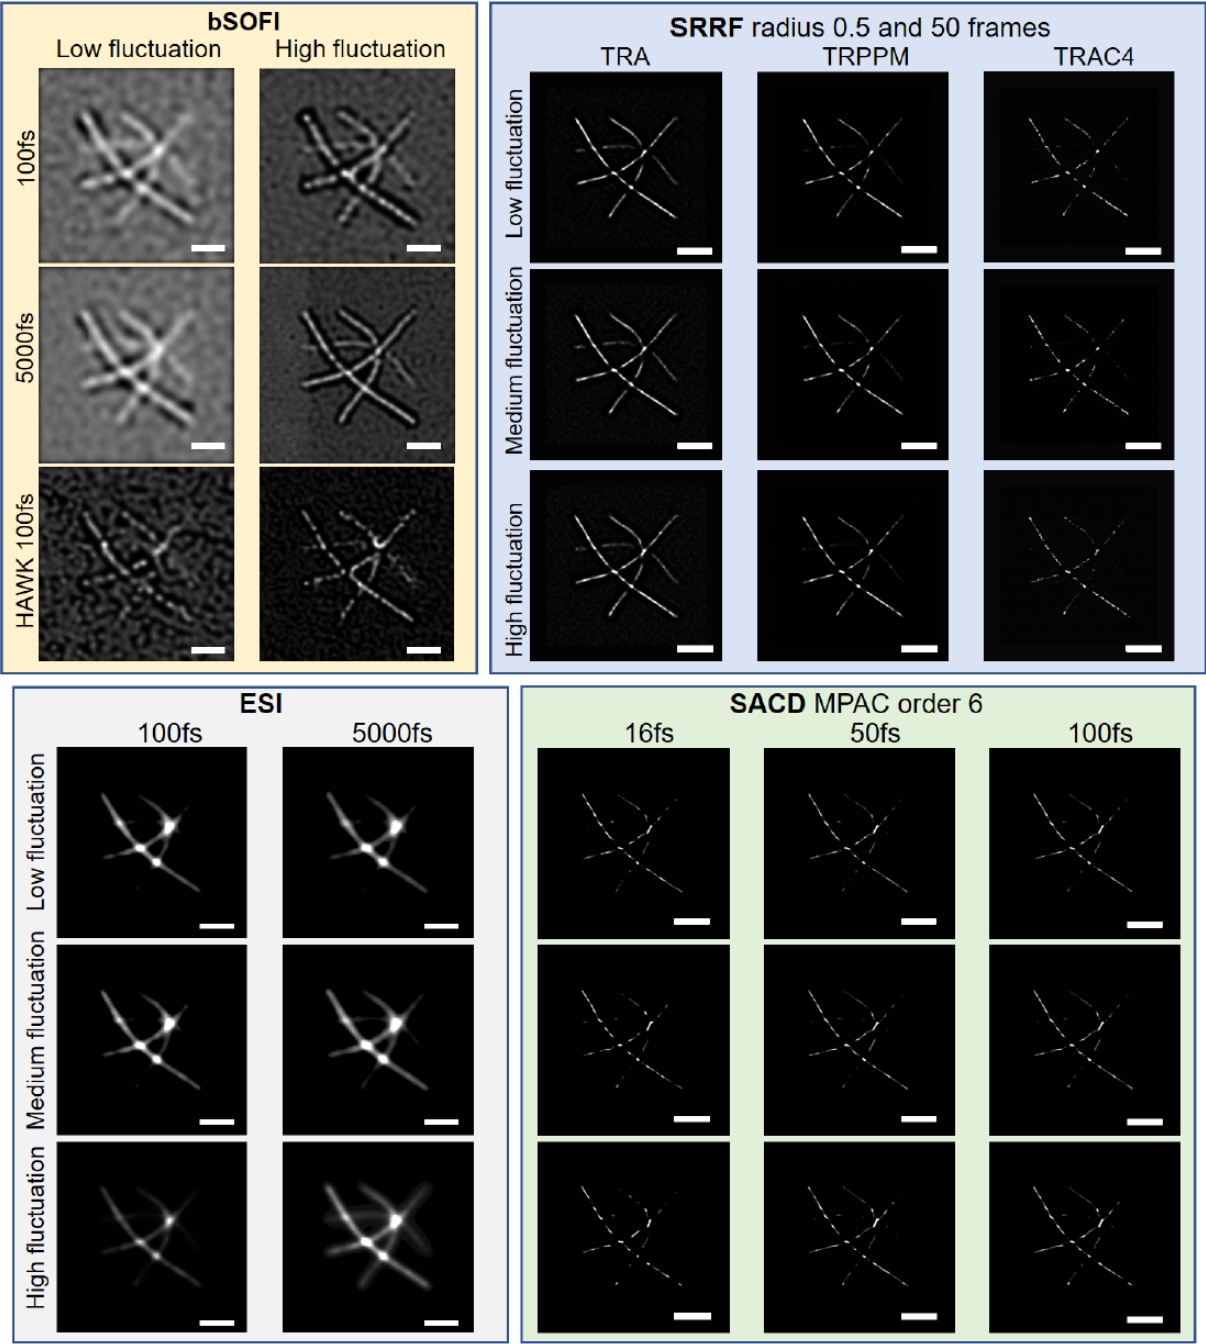 bSOFI
Low fluctuation
High fluctuation
100fs
5000fs
HAWK 100fs
SRRF radius 0.5 and 50 frames
TRA
TRPPM
TRAC4
Low fluctuation
Medium fluctuation
High fluctuation
ESI
100fs
5000fs
Low fluctuation
Medium fluctuation
High fluctuation
SACD MPAC order 6
16fs
50fs
100fs